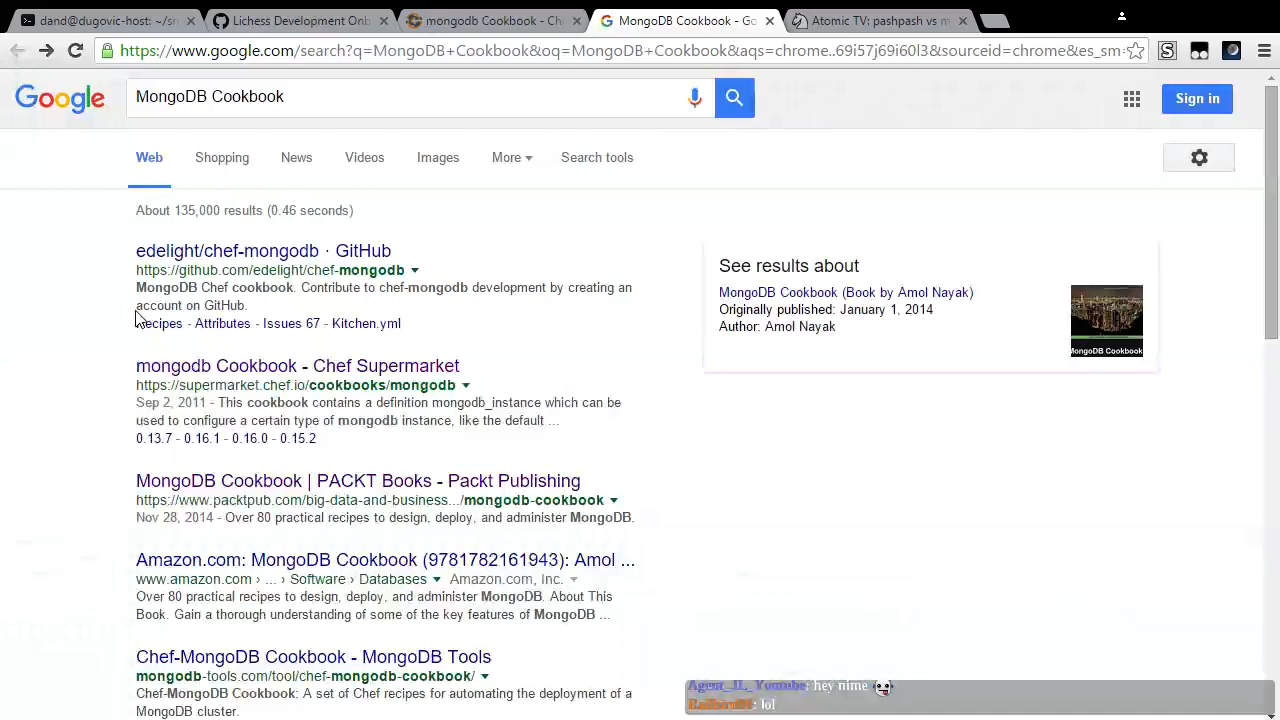 dand@dugovic-host: ~/sr
Lichess Development Onb
mongodb Cookbook - Ch
MongoDB Cookbook - Go
Atomic TV: pashpash vs m
https://www.google.com/search?q=MongoDB+Cookbook&oq=MongoDB+Cookbook&aqs=chrome..69i57j69i60l3&sourceid=chrome&es_sm=
Google
MongoDB Cookbook
Sign in
Web
Shopping
News
Videos
Images
More
Search tools
About 135,000 results (0.46 seconds)
edelight/chef-mongodb · GitHub
https://github.com/edelight/chef-mongodb
MongoDB Chef cookbook. Contribute to chef-mongodb development by creating an
account on GitHub.
Recipes - Attributes - Issues 67 - Kitchen.yml
mongodb Cookbook - Chef Supermarket
https://supermarket.chef.io/cookbooks/mongodb
Sep 2, 2011 - This cookbook contains a definition mongodb_instance which can be
used to configure a certain type of mongodb instance, like the default ...
0.13.7 - 0.16.1 - 0.16.0 - 0.15.2
MongoDB Cookbook | PACKT Books - Packt Publishing
https://www.packtpub.com/big-data-and-business.../mongodb-cookbook
Nov 28, 2014 - Over 80 practical recipes to design, deploy, and administer MongoDB.
Amazon.com: MongoDB Cookbook (9781782161943): Amol ...
www.amazon.com › ... › Software › Databases Amazon.com, Inc.
Over 80 practical recipes to design, deploy, and administer MongoDB. About This
Book. Gain a thorough understanding of some of the key features of MongoDB ...
Chef-MongoDB Cookbook - MongoDB Tools
mongodb-tools.com/tool/chef-mongodb-cookbook/
Chef-MongoDB Cookbook: A set of Chef recipes for automating the deployment of a
MongoDB cluster.
See results about
MongoDB Cookbook (Book by Amol Nayak)
Originally published: January 1, 2014
Author: Amol Nayak
MongoDB Cookbook
: hey nime
: lol